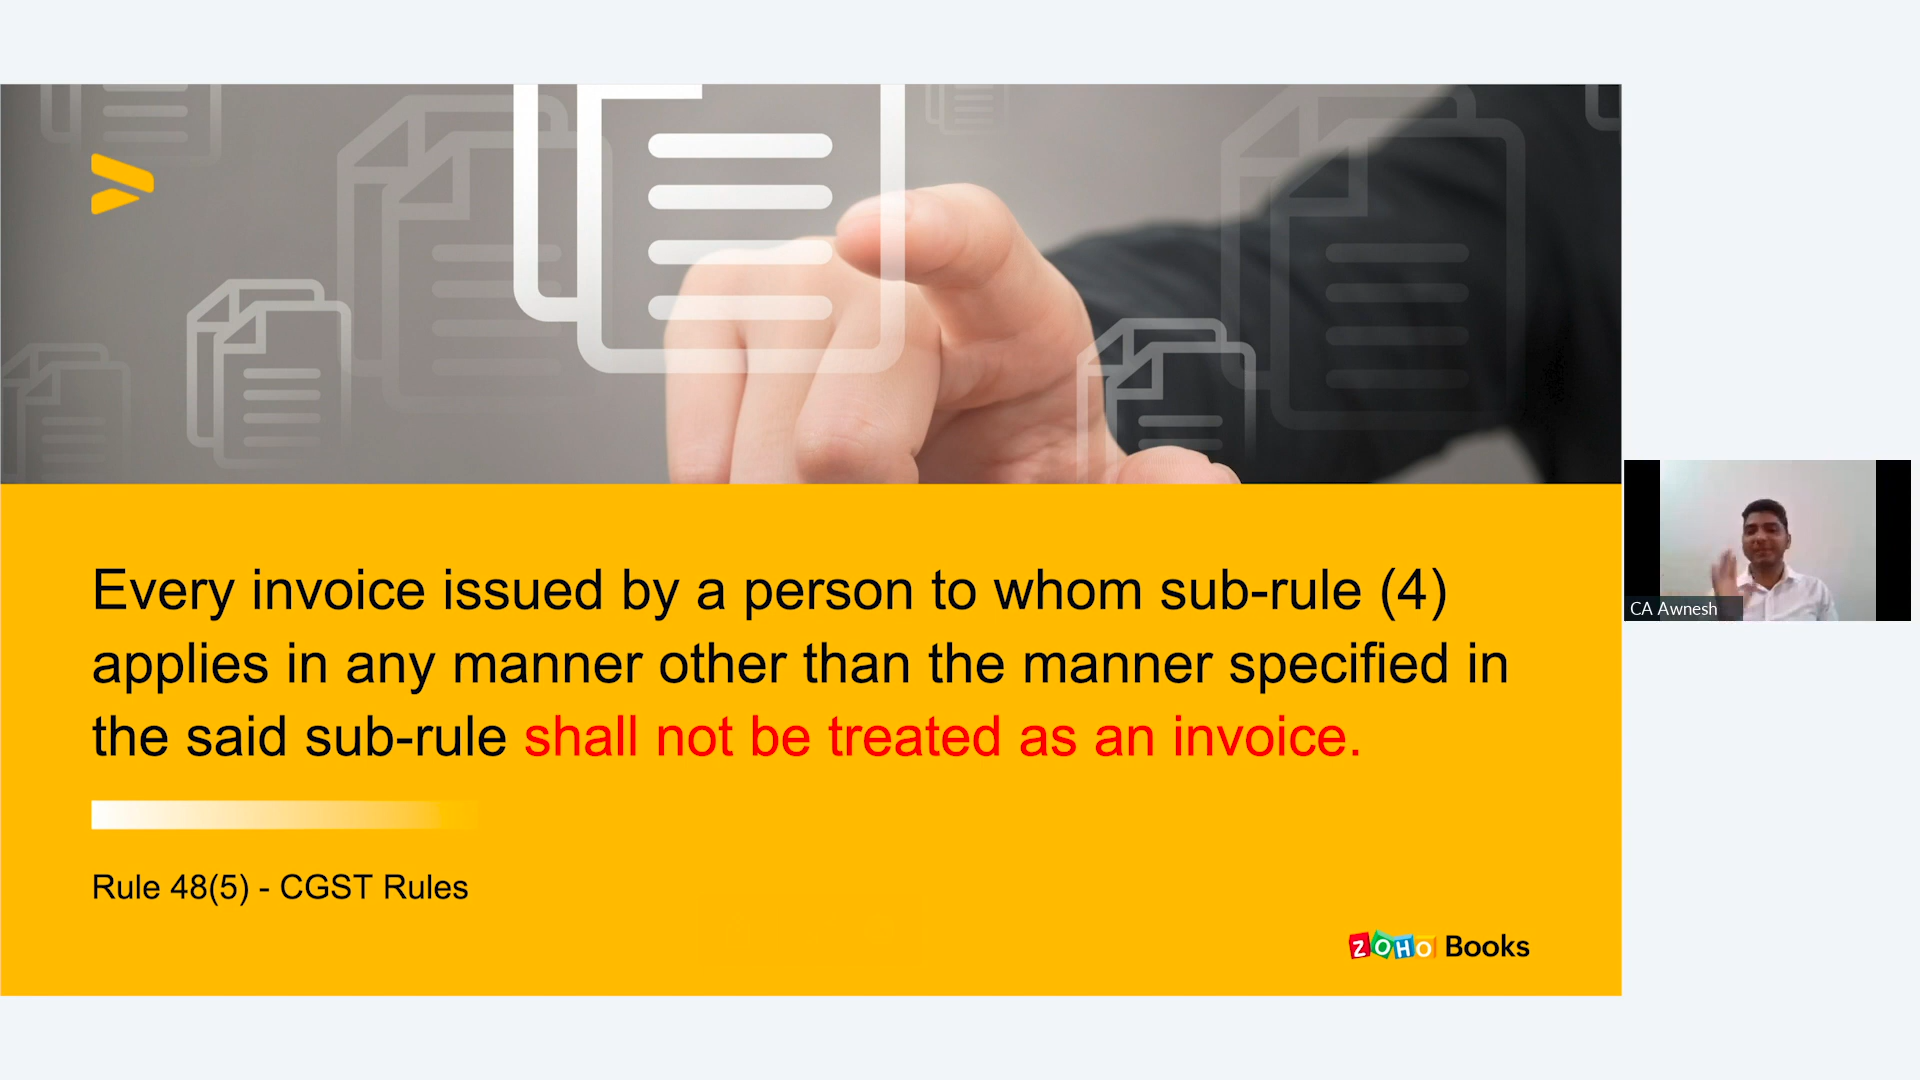 Every invoice issued by a person to whom sub-rule (4)
applies in any manner other than the manner specified in
the said sub-rule shall not be treated as an invoice.
Rule 48(5) - CGST Rules
ZOHO Books
CA Awnesh